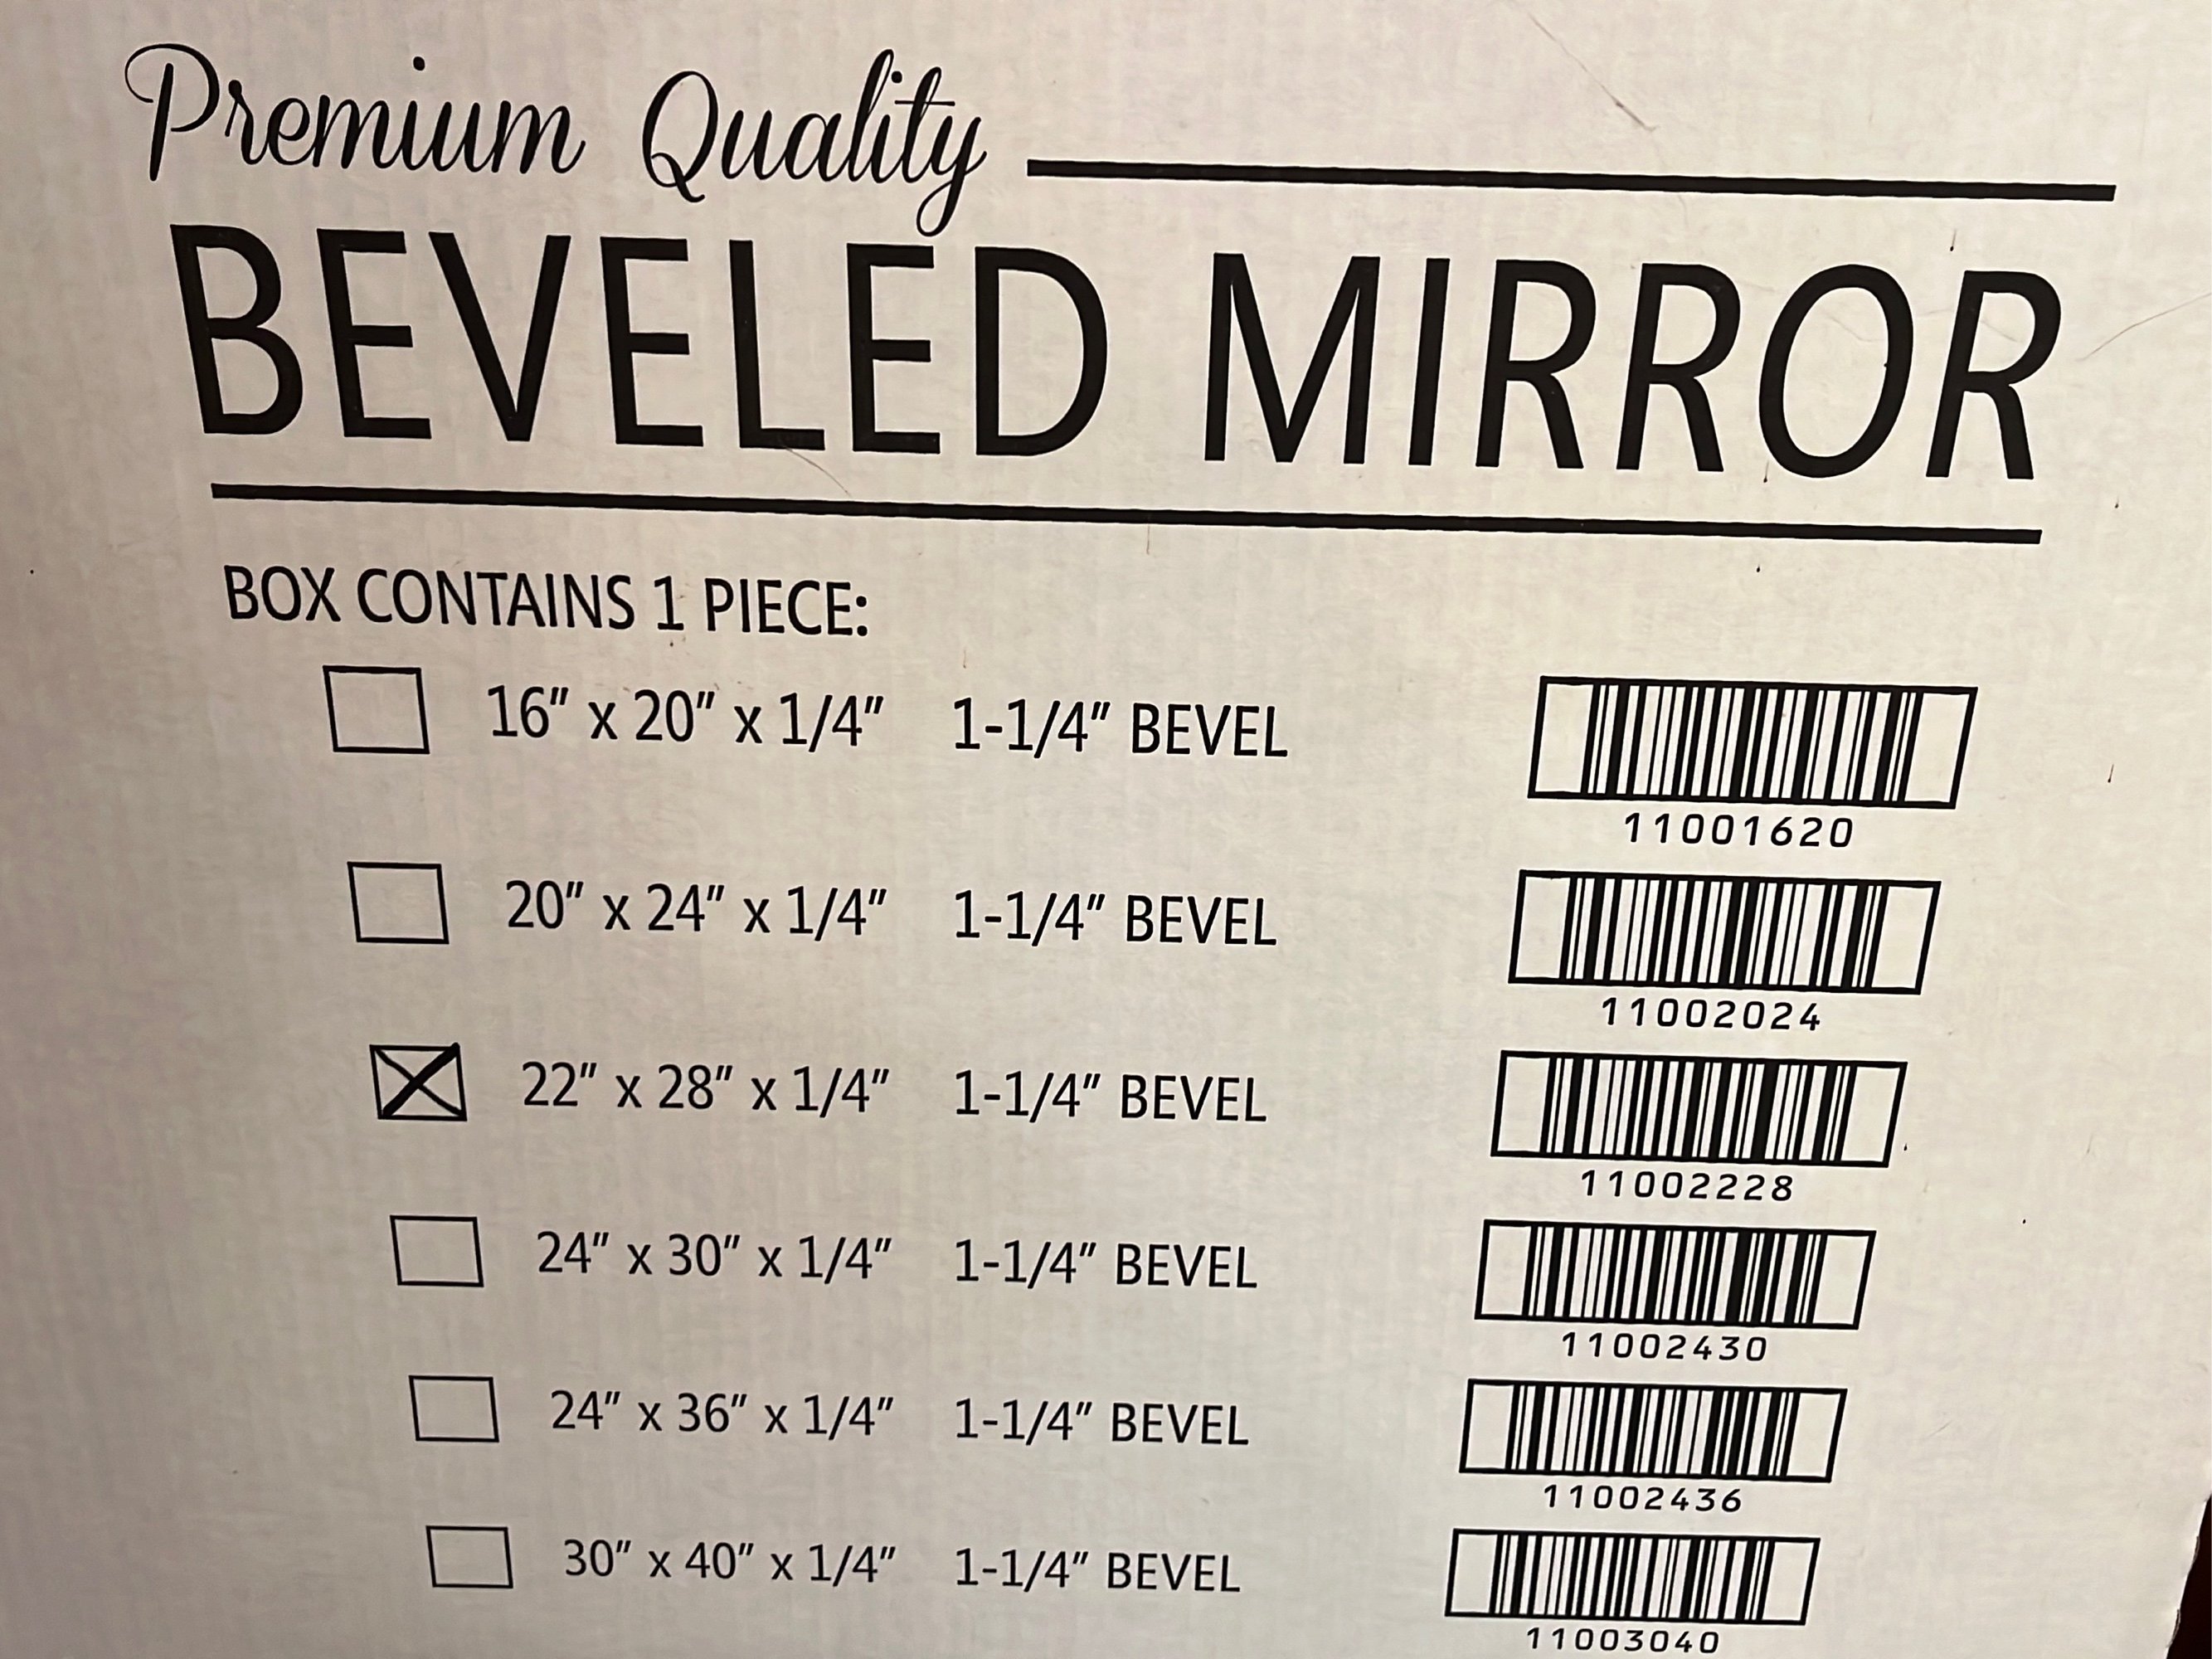 Premium Quality
BEVELED MIRROR
BOX CONTAINS 1 PIECE:
16" x 20" x 1/4" 1-1/4" BEVEL
11001620
20" x 24" x 1/4" 1-1/4" BEVEL
11002024
22" x 28" x 1/4" 1-1/4" BEVEL
11002228
24" x 30" x 1/4" 1-1/4" BEVEL
11002430
24" x 36" x 1/4" 1-1/4" BEVEL
11002436
30" x 40" x 1/4" 1-1/4" BEVEL
11003040